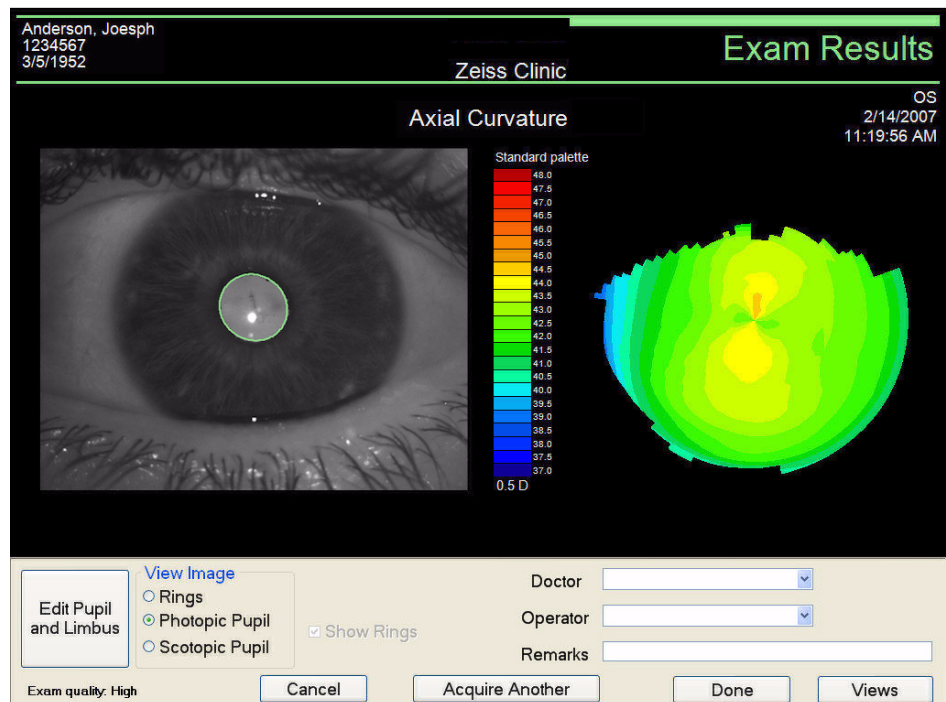 Anderson, Joesph
1234567
3/5/1952
Zeiss Clinic
Exam Results
Axial Curvature
OS
2/14/2007
11:19:56 AM
Standard palette
48.0
47.5
47.0
46.5
46.0
45.5
45.0
44.5
44.0
43.5
43.0
42.5
42.0
41.5
41.0
40.5
40.0
39.5
39.0
38.5
38.0
37.5
37.0
0.5 D
Edit Pupil
and Limbus
View Image
Rings
Photopic Pupil
Scotopic Pupil
Show Rings
Doctor
Operator
Remarks
Exam quality: High
Cancel
Acquire Another
Done
Views